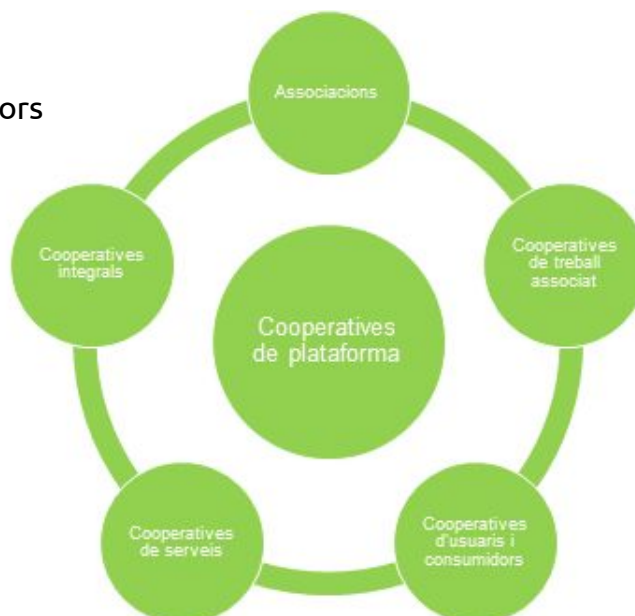 ors
Associacions
Cooperatives
de treball
associat
Cooperatives
d'usuaris i
consumidors
Cooperatives
de serveis
Cooperatives
integrals
Cooperatives
de plataforma